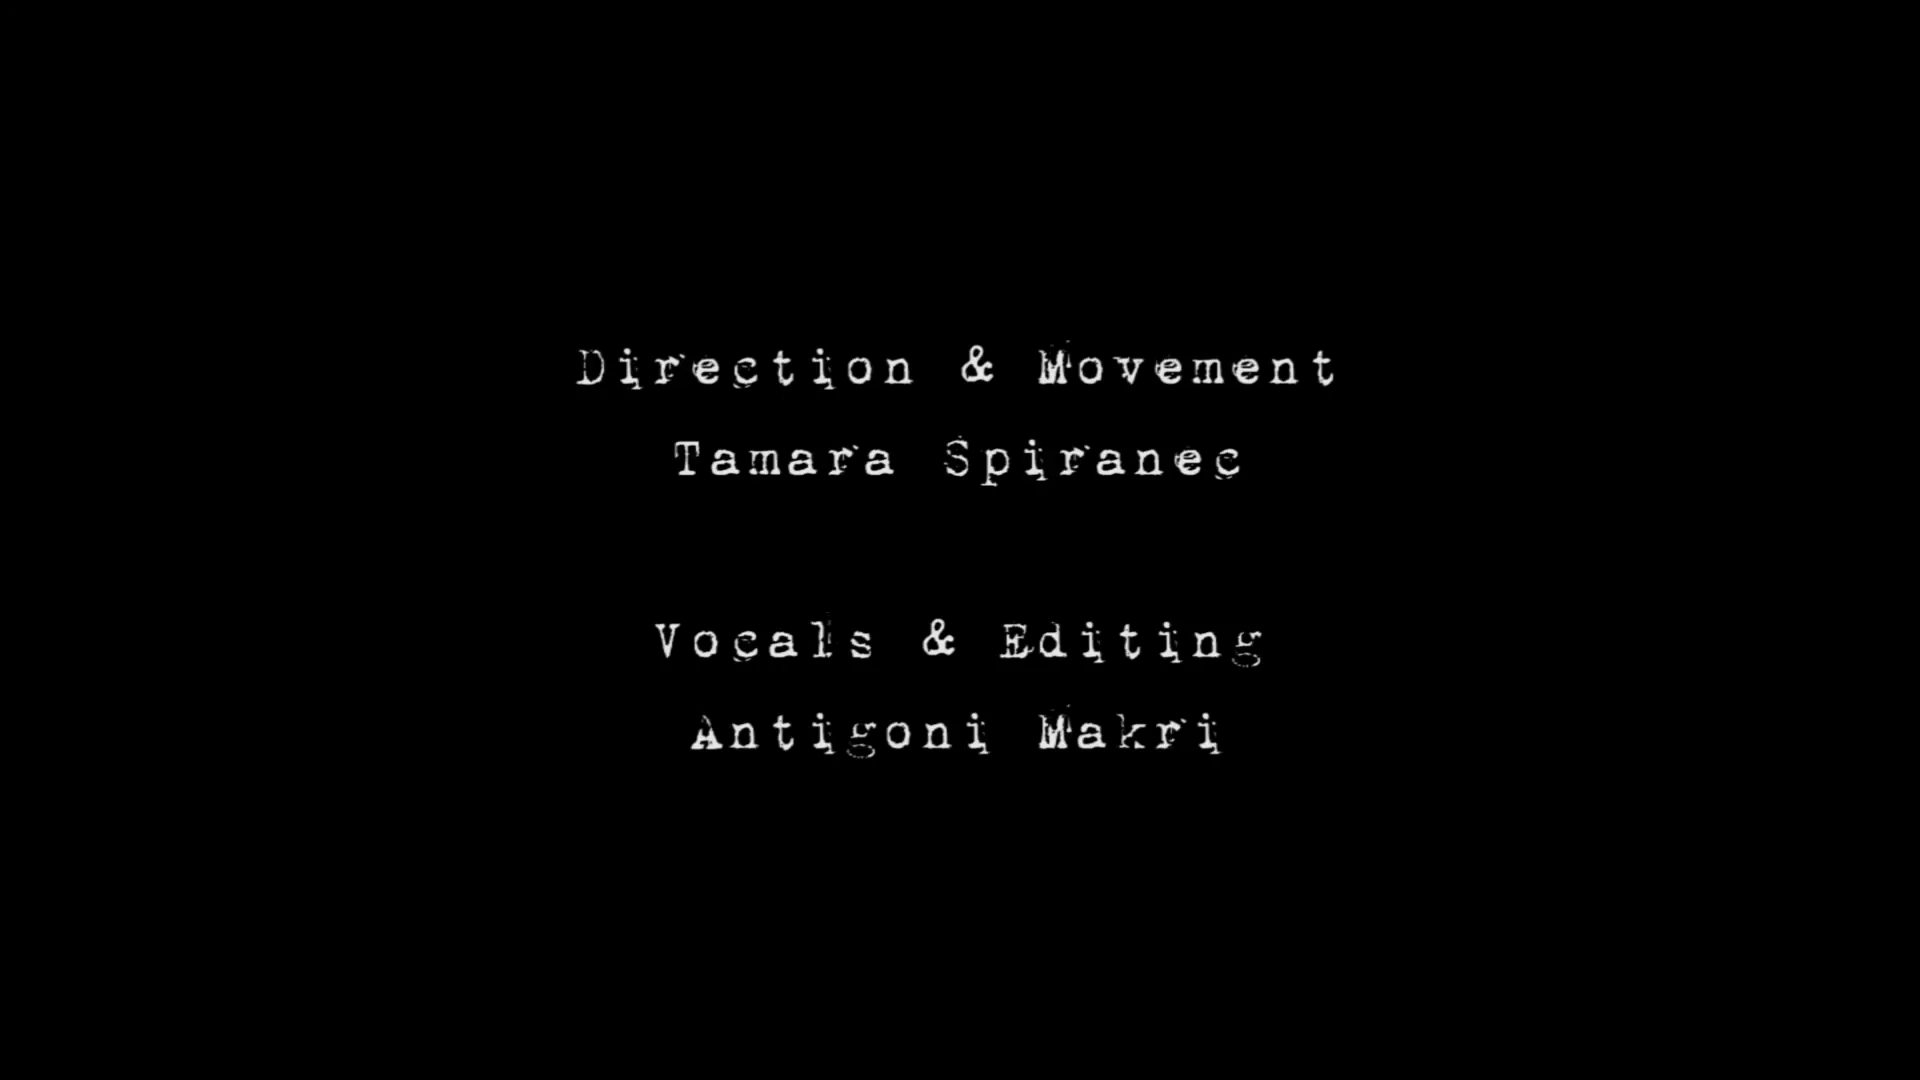 Direction & Movement
Tamara Spiranec
Vocals & Editing
Antigoni Makri